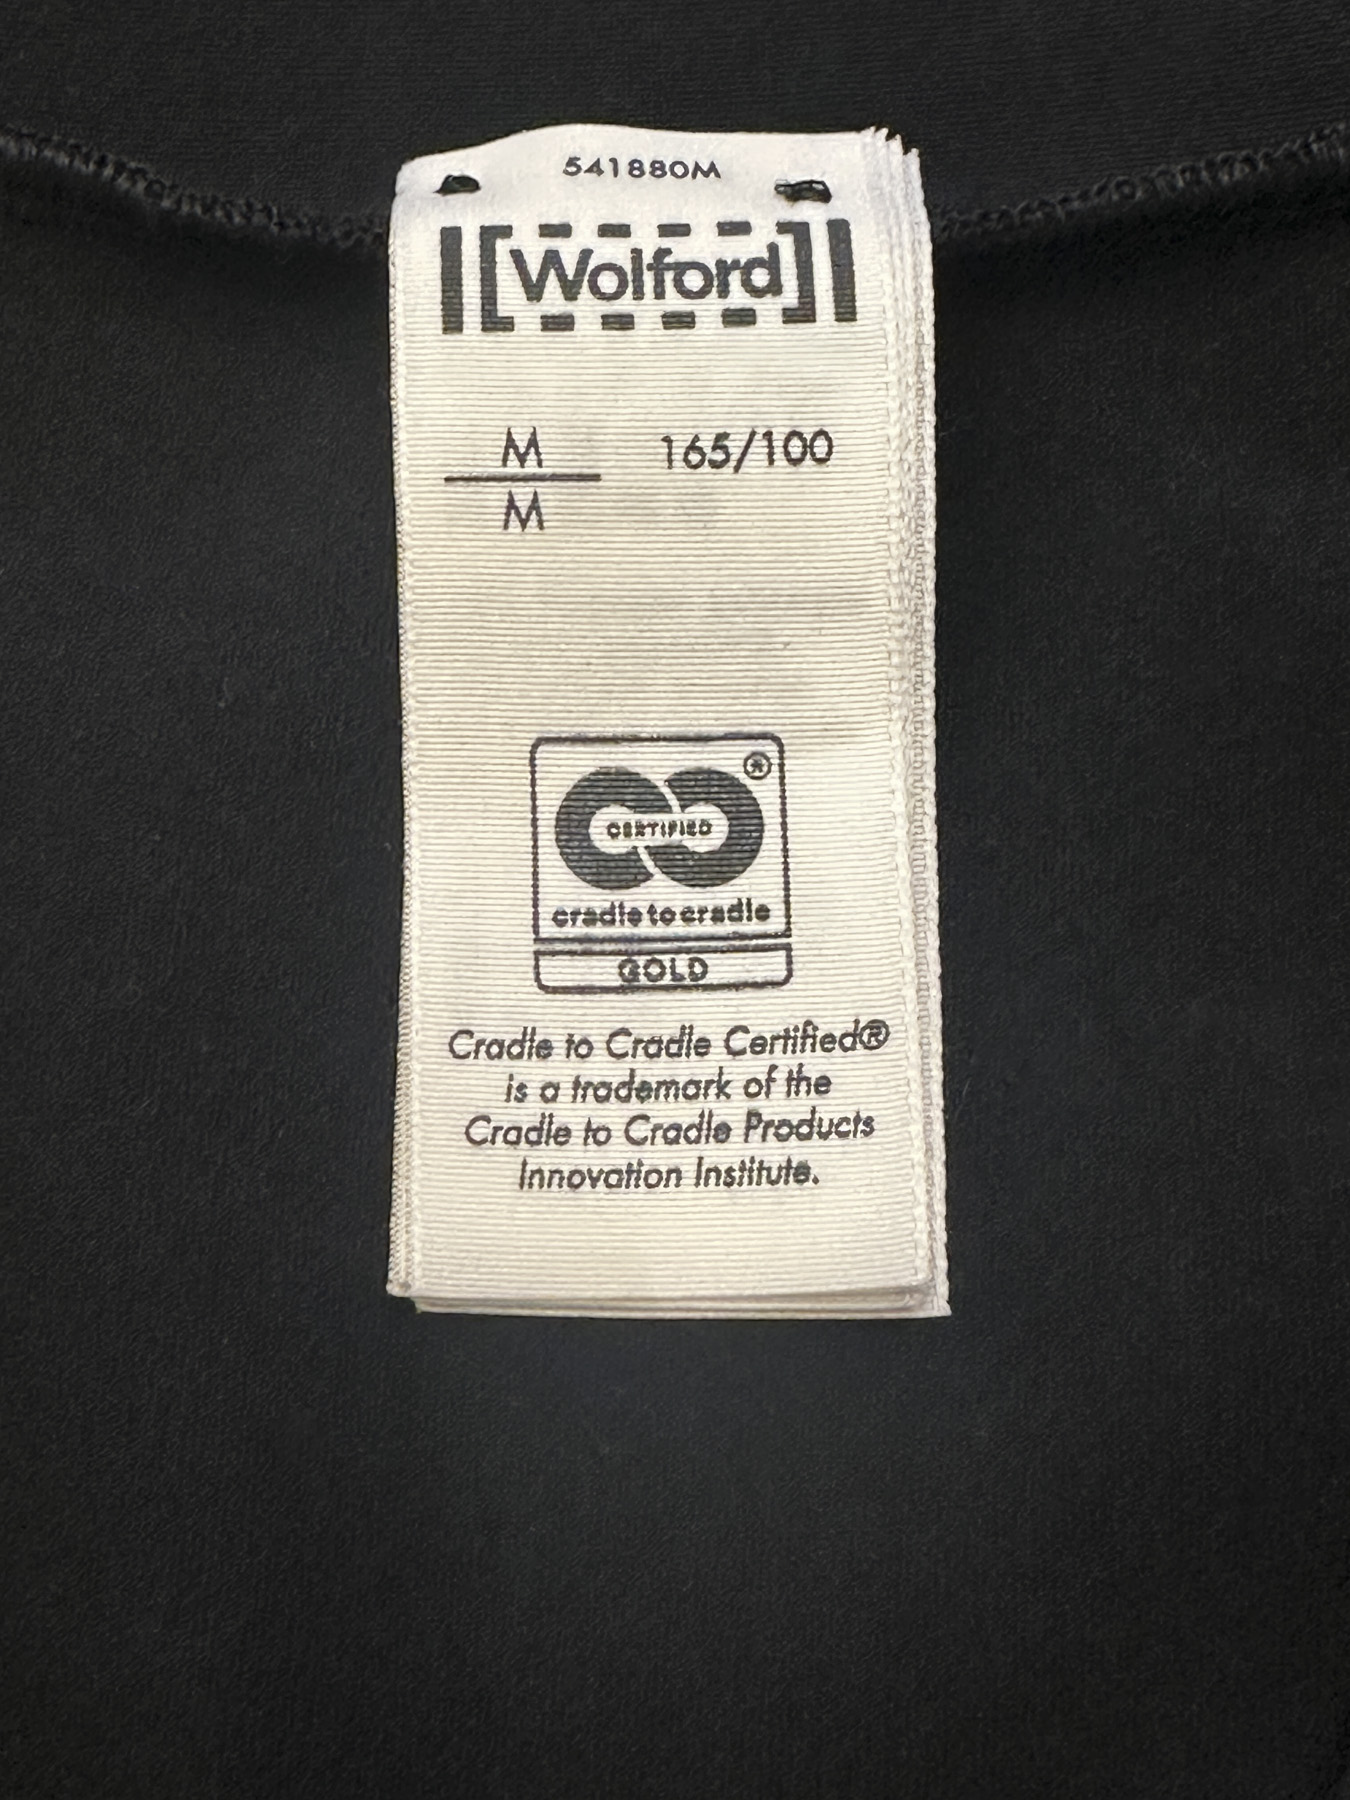 541880M
Wolford
M 165/100
M
®
CERTIFIED
cradle to cradle
GOLD
Cradle to Cradle Certified®
is a trademark of the
Cradle to Cradle Products
Innovation Institute.